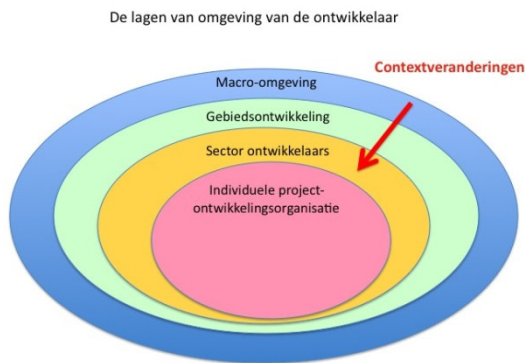 De lagen van omgeving van de ontwikkelaar
Contextveranderingen
Macro-omgeving
Gebiedsontwikkeling
Sector ontwikkelaars
Individuele project-
ontwikkelingsorganisatie